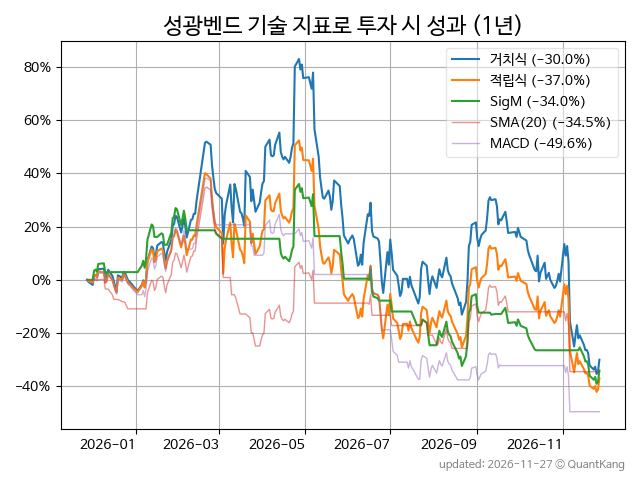 성광벤드 기술 지표로 투자 시 성과 (1년)
거치식 (−30.0%)
적립식 (−37.0%)
SigM (−34.0%)
SMA(20) (−34.5%)
MACD (−49.6%)
80%
60%
40%
20%
0%
−20%
−40%
2026-01 2026-03 2026-05 2026-07 2026-09 2026-11
updated: 2026-11-27 © QuantKang